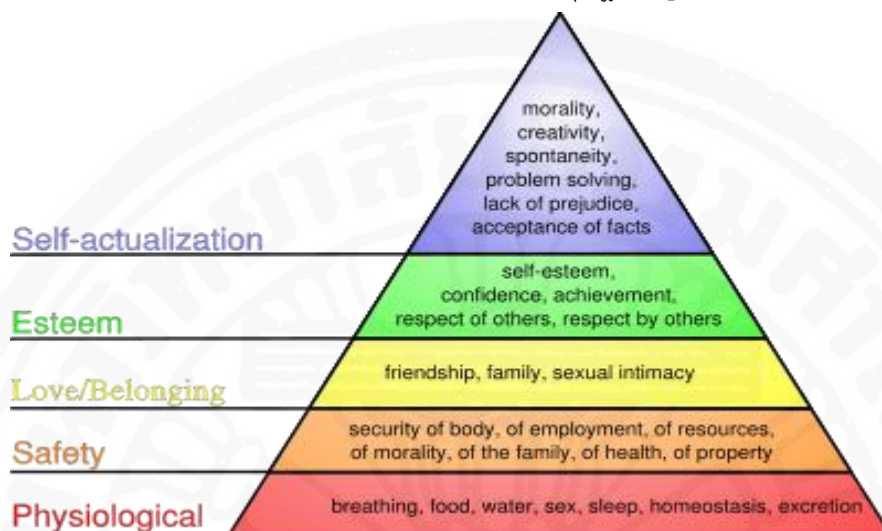 morality,
creativity,
spontaneity,
problem solving,
lack of prejudice,
acceptance of facts
Self-actualization
self-esteem,
confidence, achievement,
respect of others, respect by others
Esteem
friendship, family, sexual intimacy
Love/Belonging
security of body, of employment, of resources,
of morality, of the family, of health, of property
Safety
breathing, food, water, sex, sleep, homeostasis, excretion
Physiological